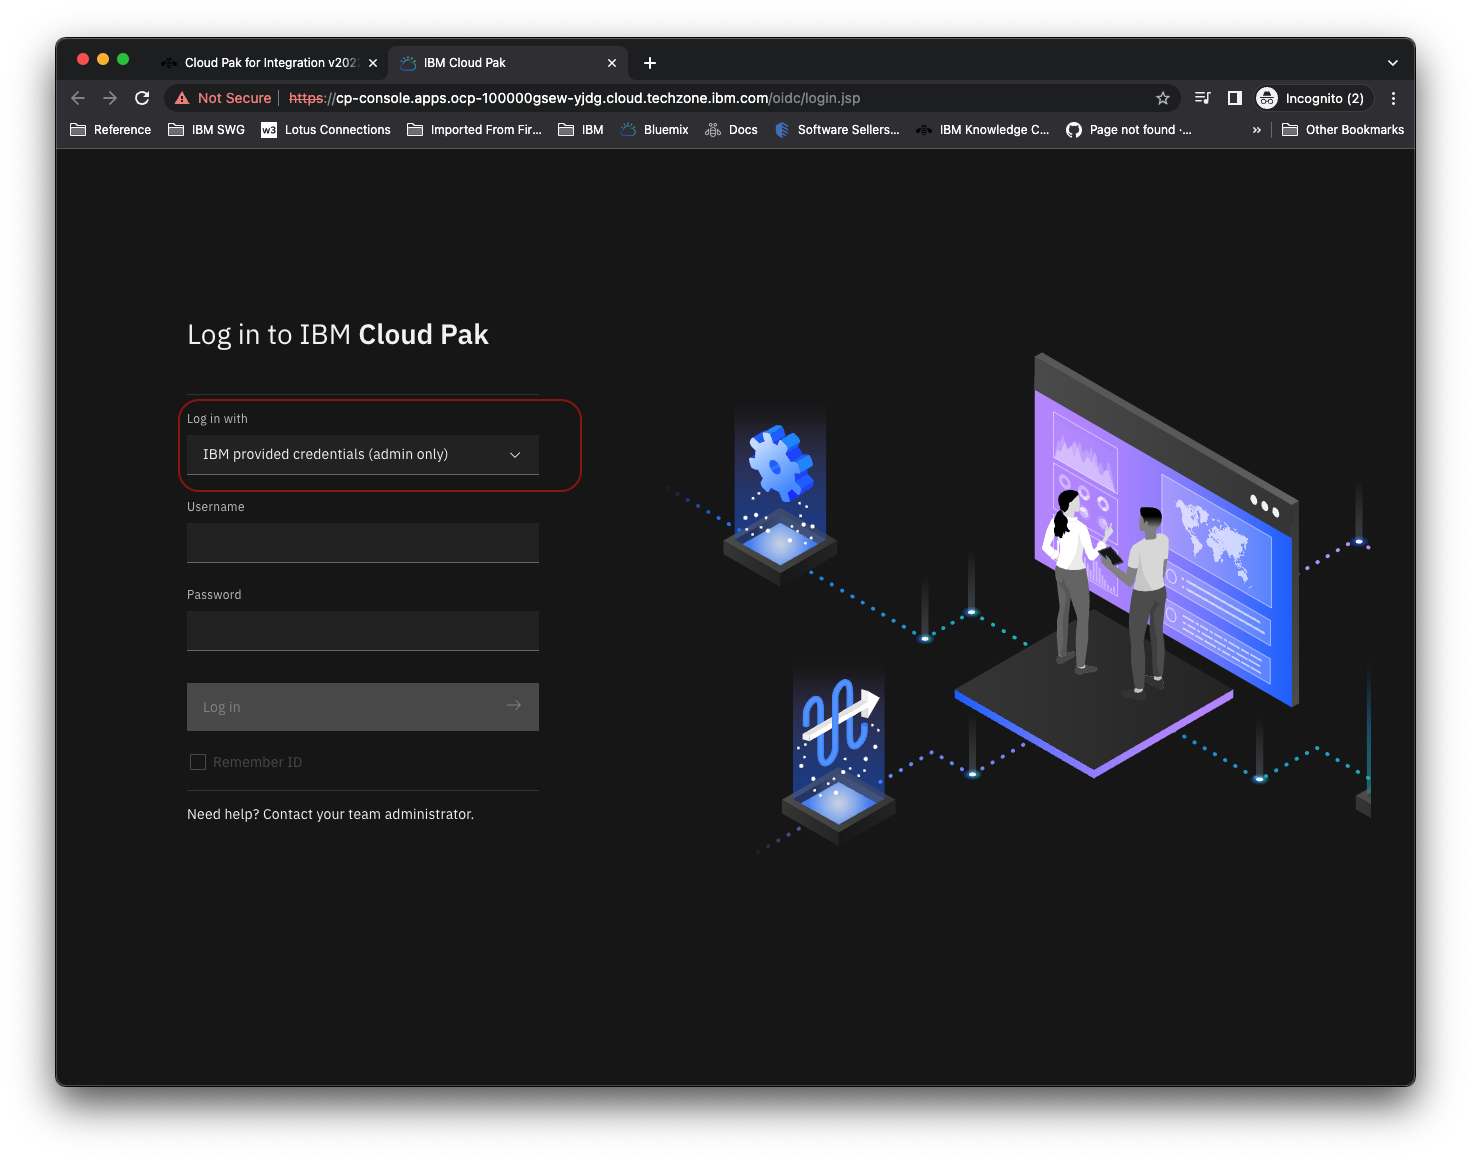 Cloud Pak for Integration v202
IBM Cloud Pak
Not Secure https://cp-console.apps.ocp-100000gsew-yjdg.cloud.techzone.ibm.com/oidc/login.jsp Incognito (2)
Reference IBM SWG w3 Lotus Connections Imported From Fir... IBM Bluemix Docs Software Sellers... IBM Knowledge C... Page not found ·... » Other Bookmarks
Log in to IBM Cloud Pak
Log in with
IBM provided credentials (admin only)
Username
Password
Log in
Remember ID
Need help? Contact your team administrator.